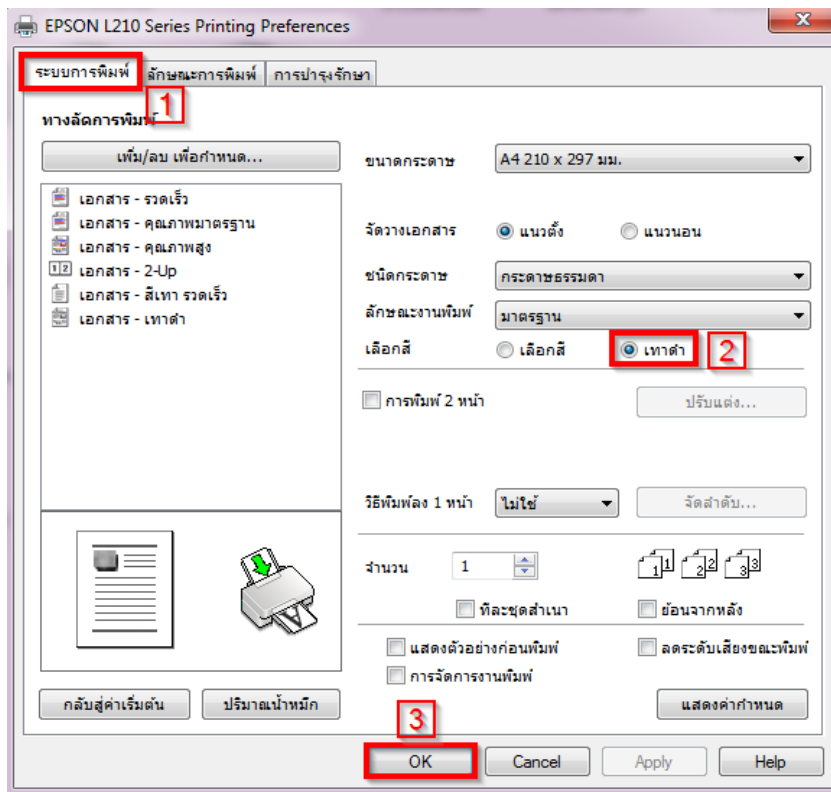 EPSON L210 Series Printing Preferences
ระบบการพิมพ์ ลักษณะการพิมพ์ การบำรุงรักษา
1
ทางลัดการพิมพ์
เพิ่ม/ลบ เพื่อกำหนด...
เอกสาร - รวดเร็ว
เอกสาร - คุณภาพมาตรฐาน
เอกสาร - คุณภาพสูง
12 เอกสาร - 2-Up
เอกสาร - สีเทา รวดเร็ว
เอกสาร - เทาดำ
กลับสู่ค่าเริ่มต้น ปริมาณน้ำหมึก
ขนาดกระดาษ A4 210 x 297 มม.
จัดวางเอกสาร แนวตั้ง แนวนอน
ชนิดกระดาษ กระดาษธรรมดา
ลักษณะงานพิมพ์ มาตรฐาน
เลือกสี เลือกสี เทาดำ 2
การพิมพ์ 2 หน้า ปรับแต่ง...
วิธีพิมพ์ลง 1 หน้า ไม่ใช้ จัดลำดับ...
จำนวน 1 1 1 2 2 3 3
ทีละชุดสำเนา ย้อนจากหลัง
แสดงตัวอย่างก่อนพิมพ์ ลดระดับเสียงขณะพิมพ์
การจัดการงานพิมพ์
แสดงค่ากำหนด
3
OK Cancel Apply Help